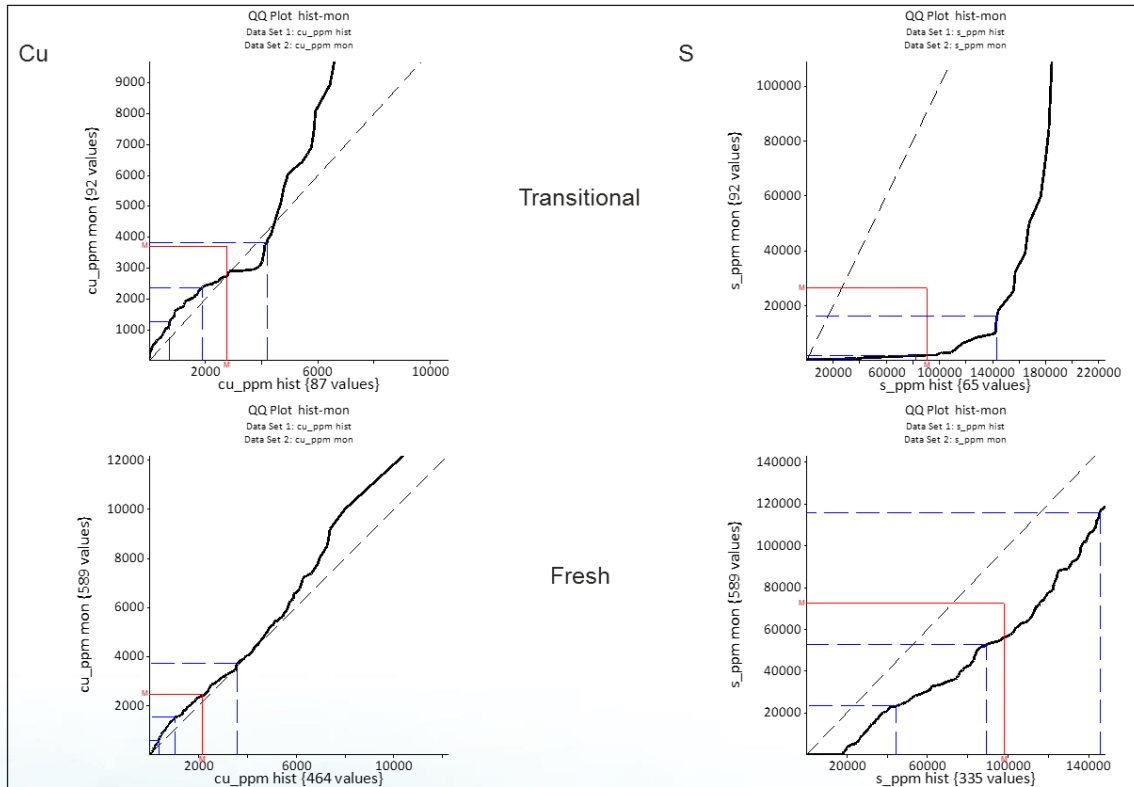 Cu
QQ Plot hist-mon
Data Set 1: cu_ppm hist
Data Set 2: cu_ppm mon
9000
8000
7000
6000
5000
4000
3000
2000
1000
cu_ppm mon {92 values}
M
M
2000
6000
10000
cu_ppm hist {87 values}
S
QQ Plot hist-mon
Data Set 1: s_ppm hist
Data Set 2: s_ppm mon
100000
80000
60000
40000
20000
s_ppm mon {92 values}
M
M
20000 60000 100000 140000 180000 220000
s_ppm hist {65 values}
Transitional
QQ Plot hist-mon
Data Set 1: cu_ppm hist
Data Set 2: cu_ppm mon
12000
10000
8000
6000
4000
2000
cu_ppm mon {589 values}
M
M
2000
6000
12000
cu_ppm hist {464 values}
QQ Plot hist-mon
Data Set 1: s_ppm hist
Data Set 2: s_ppm mon
140000
120000
100000
80000
60000
40000
20000
s_ppm mon {589 values}
M
M
20000
60000
100000
140000
s_ppm hist {335 values}
Fresh